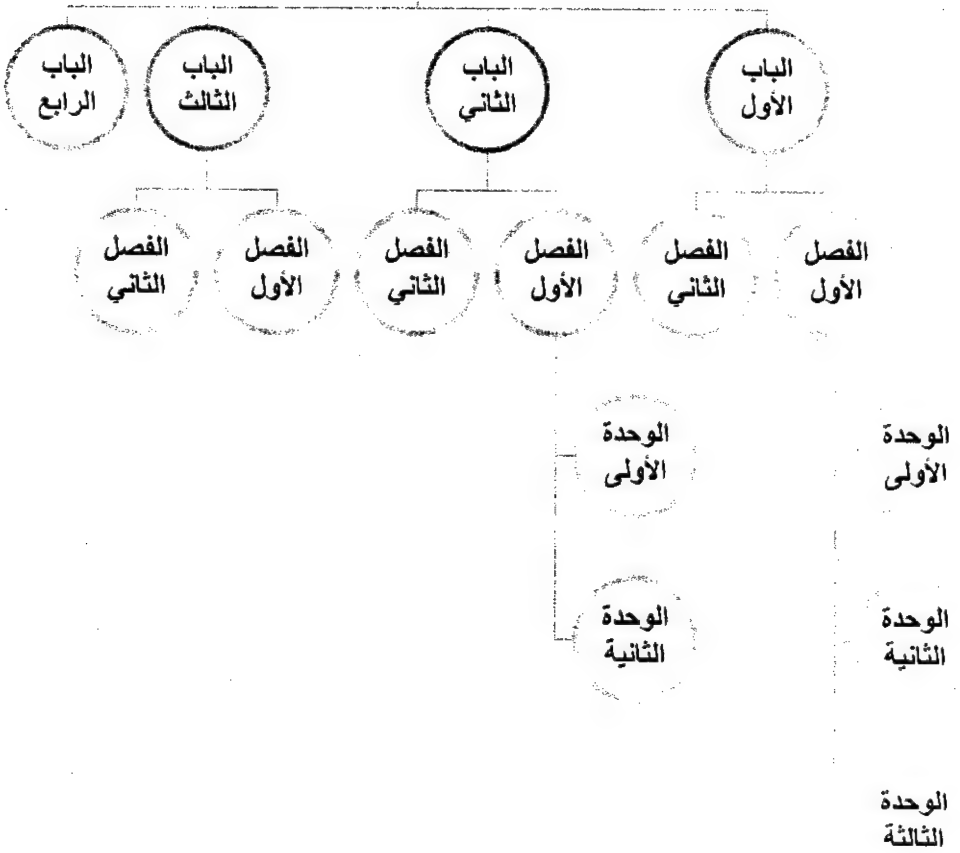 الباب
الأول
الباب
الثاني
الباب
الثالث
الباب
الرابع
الفصل
الأول
الفصل
الثاني
الفصل
الأول
الفصل
الثاني
الفصل
الأول
الفصل
الثاني
الوحدة
الأولى
الوحدة
الأولى
الوحدة
الثانية
الوحدة
الثانية
الوحدة
الثالثة